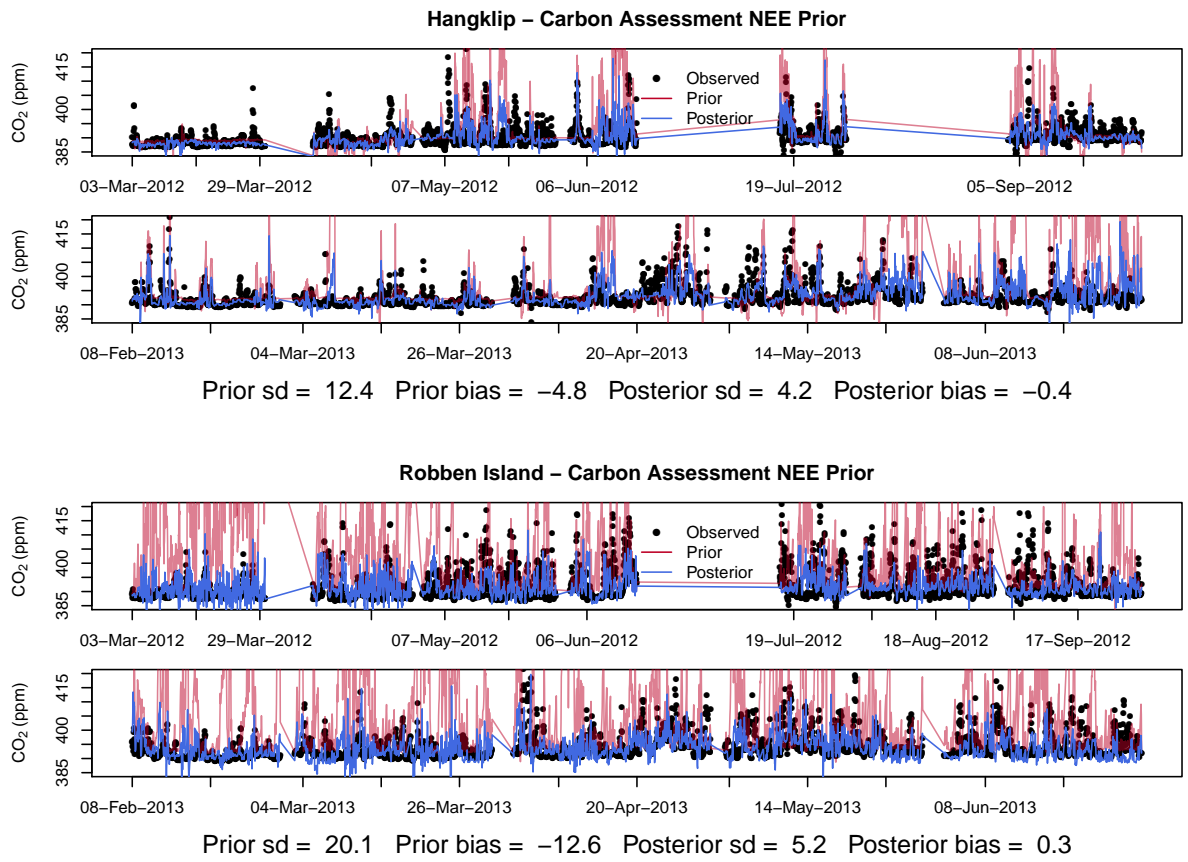 Hangklip − Carbon Assessment NEE Prior
CO2 (ppm)
385 400 415
Observed
Prior
Posterior
03−Mar−2012 29−Mar−2012 07−May−2012 06−Jun−2012 19−Jul−2012 05−Sep−2012
CO2 (ppm)
385 400 415
08−Feb−2013 04−Mar−2013 26−Mar−2013 20−Apr−2013 14−May−2013 08−Jun−2013
Prior sd = 12.4 Prior bias = −4.8 Posterior sd = 4.2 Posterior bias = −0.4
Robben Island − Carbon Assessment NEE Prior
CO2 (ppm)
385 400 415
Observed
Prior
Posterior
03−Mar−2012 29−Mar−2012 07−May−2012 06−Jun−2012 19−Jul−2012 18−Aug−2012 17−Sep−2012
CO2 (ppm)
385 400 415
08−Feb−2013 04−Mar−2013 26−Mar−2013 20−Apr−2013 14−May−2013 08−Jun−2013
Prior sd = 20.1 Prior bias = −12.6 Posterior sd = 5.2 Posterior bias = 0.3